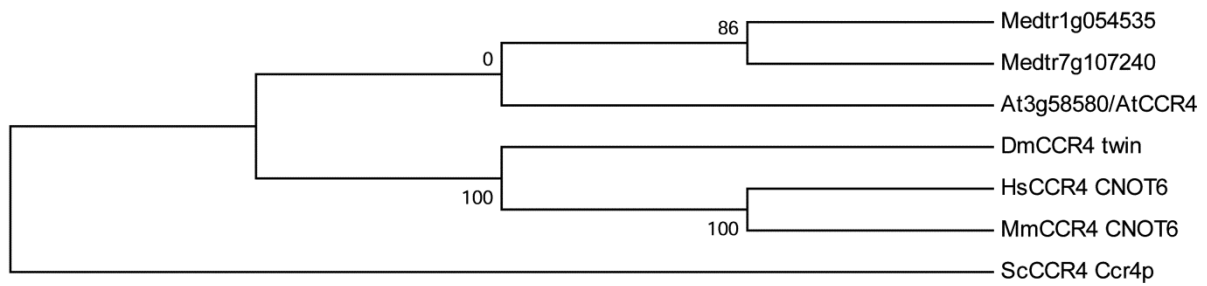 Medtr1g054535
86
Medtr7g107240
0
At3g58580/AtCCR4
DmCCR4 twin
HsCCR4 CNOT6
100
MmCCR4 CNOT6
100
ScCCR4 Ccr4p